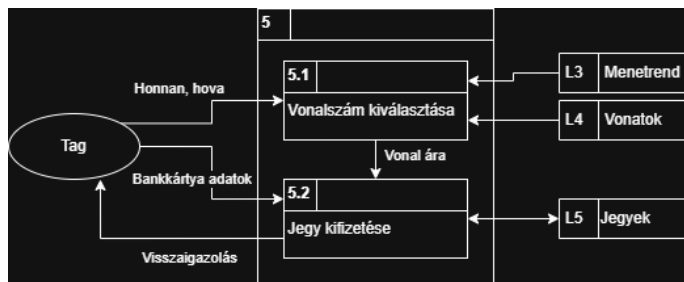 5
5.1
Vonalszám kiválasztása
Honnan, hova
L3 Menetrend
L4 Vonatok
Tag
Vonal ára
Bankkártya adatok
5.2
Jegy kifizetése
L5 Jegyek
Visszaigazolás